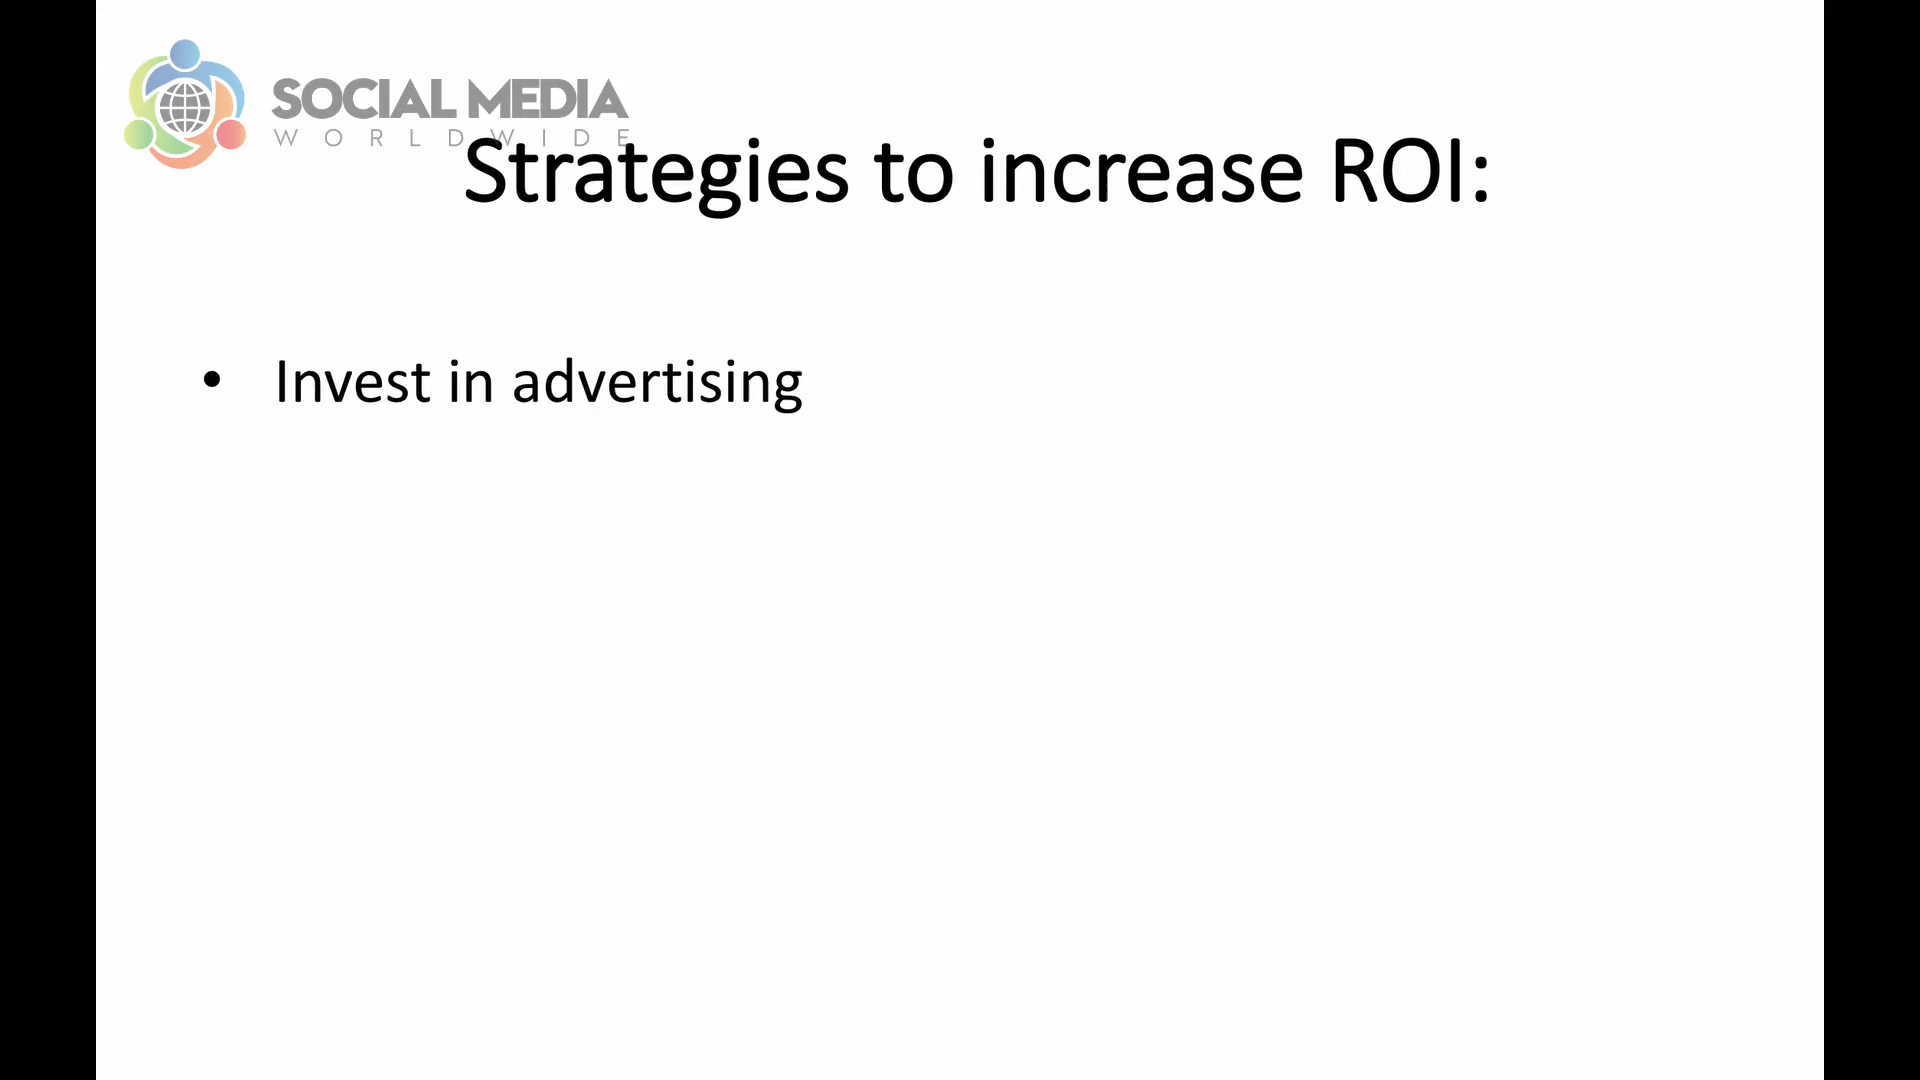 SOCIAL MEDIA
WORLDWIDE
Strategies to increase ROI:
• Invest in advertising